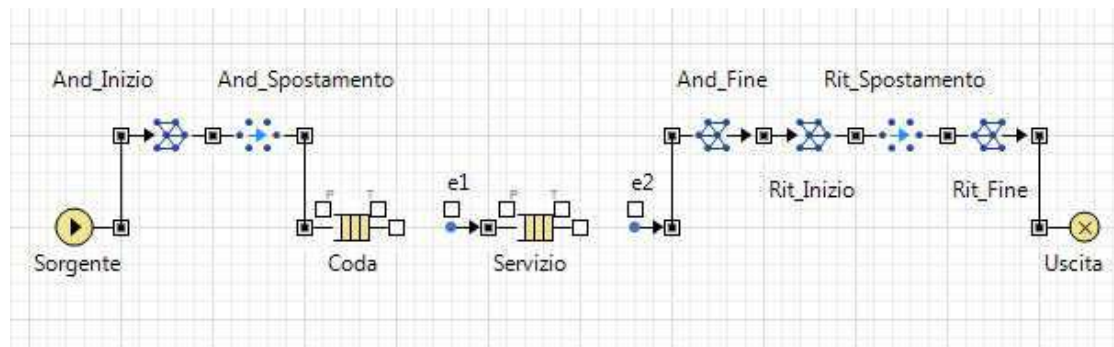 And_Inizio And_Spostamento And_Fine Rit_Spostamento
P T e1 P T e2 Rit_Inizio Rit_Fine
Sorgente Coda Servizio Uscita